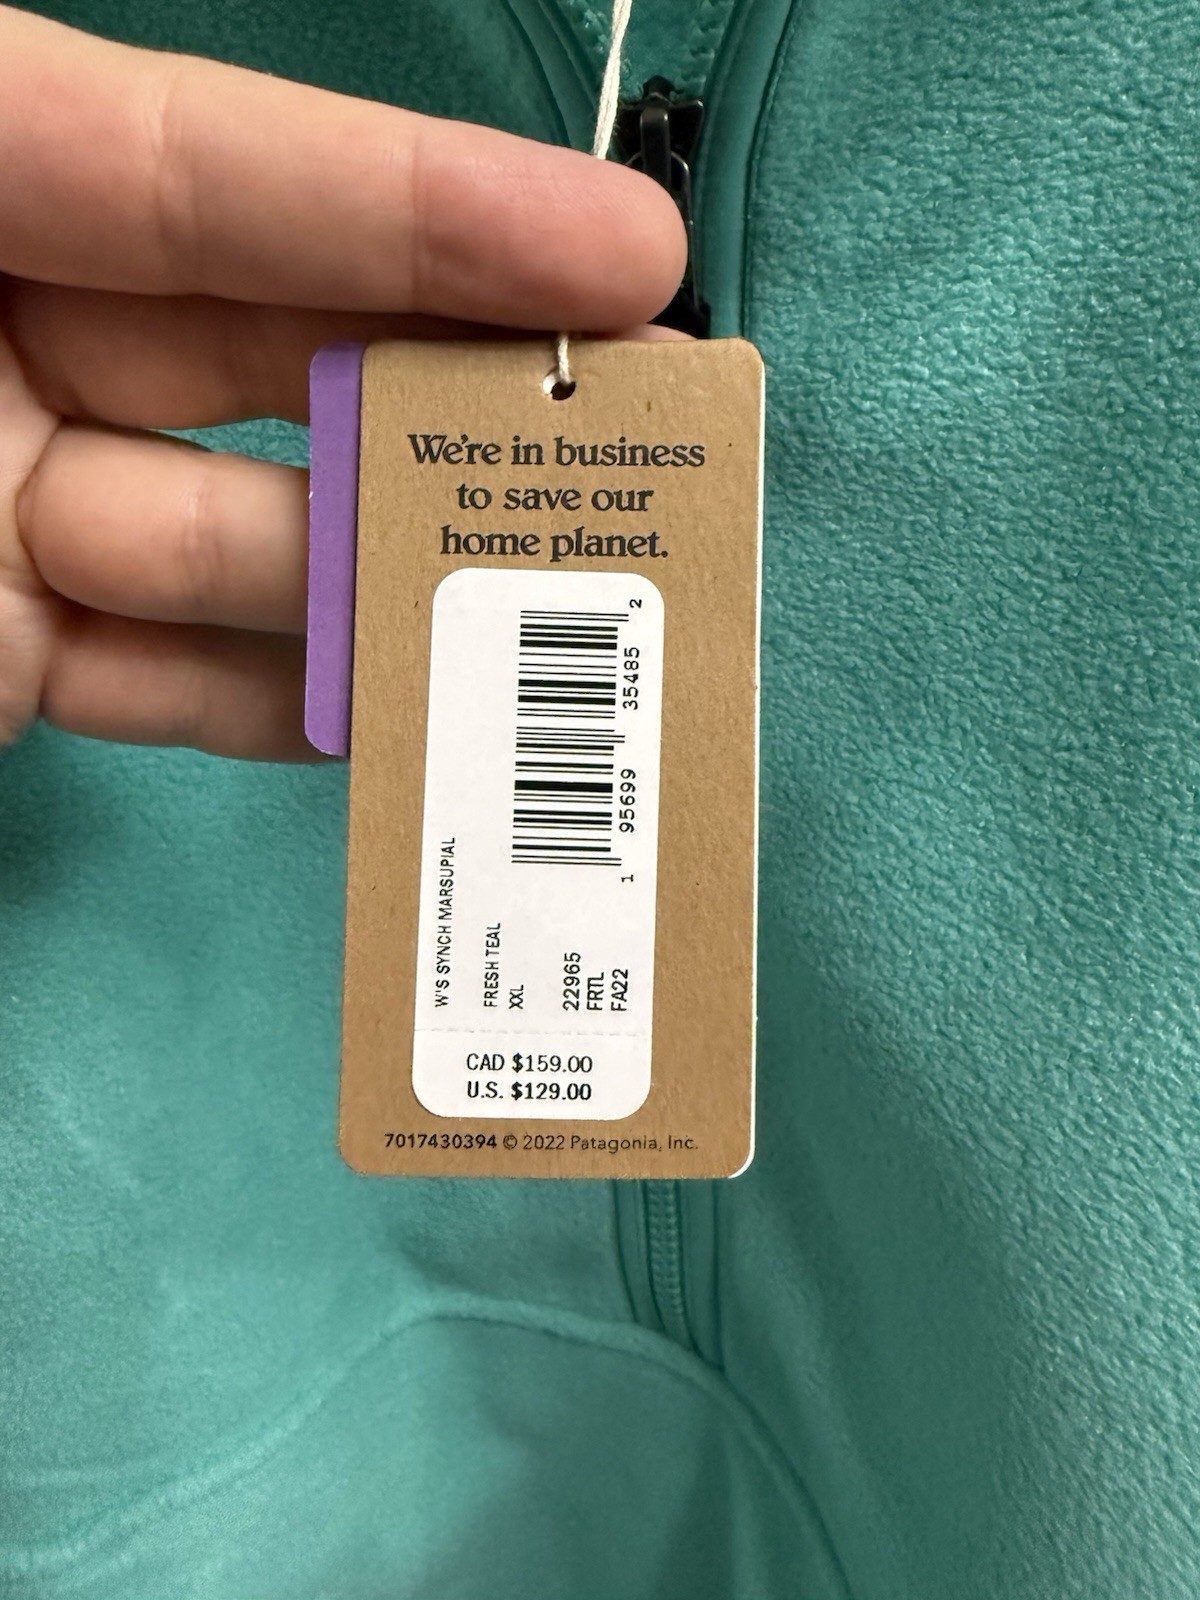 We're in business
to save our
home planet.
1 95699 35485 2
W'S SYNCH MARSUPIAL
FRESH TEAL
XXL
22965
FRTL
FA22
CAD $159.00
U.S. $129.00
7017430394 © 2022 Patagonia, Inc.